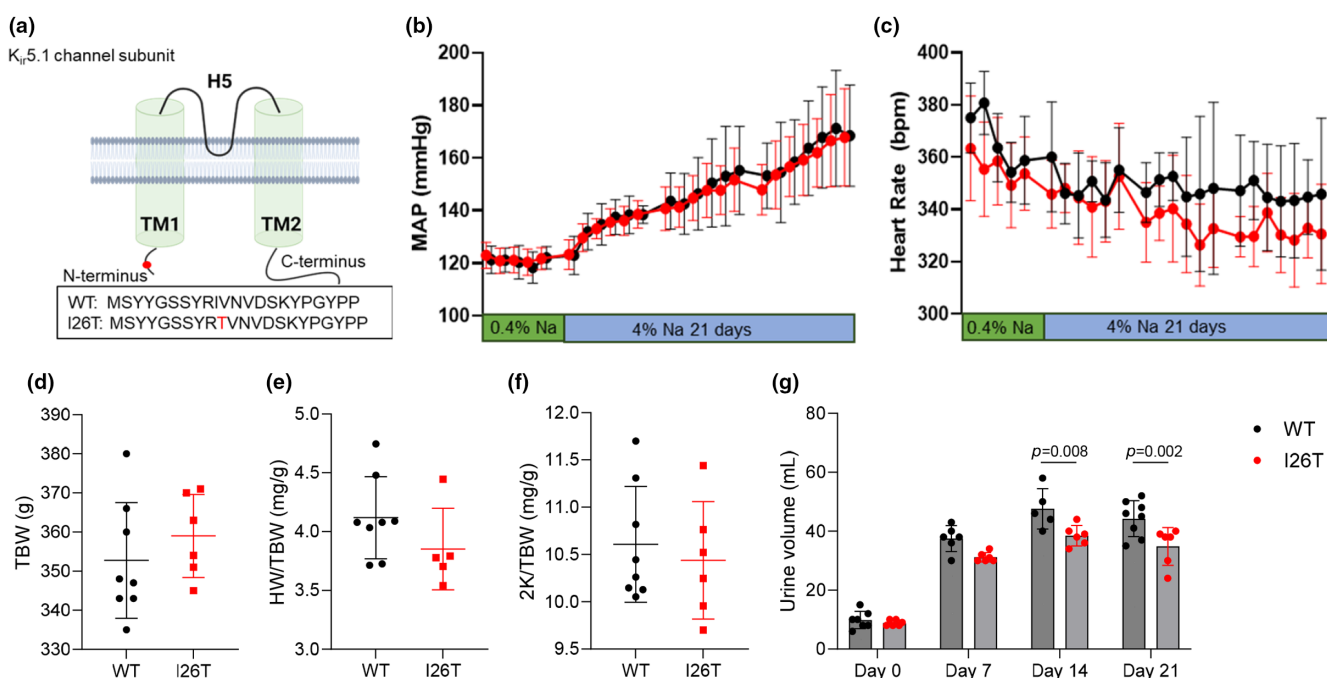 (a)
K_ir5.1 channel subunit
H5
TM1
TM2
N-terminus
C-terminus
WT: MSYYGSSYRIVNVDSKYPGYPP
I26T: MSYYGSSYRTVNVDSKYPGYPP
(b)
MAP (mmHg)
200
180
160
140
120
100
0.4% Na
4% Na 21 days
(c)
Heart Rate (bpm)
400
380
360
340
320
300
0.4% Na
4% Na 21 days
(d)
TBW (g)
390
380
370
360
350
340
330
WT
I26T
(e)
HW/TBW (mg/g)
5.0
4.5
4.0
3.5
3.0
WT
I26T
(f)
2K/TBW (mg/g)
12.0
11.5
11.0
10.5
10.0
9.5
WT
I26T
(g)
Urine volume (mL)
80
60
40
20
0
p=0.008
p=0.002
Day 0
Day 7
Day 14
Day 21
WT
I26T